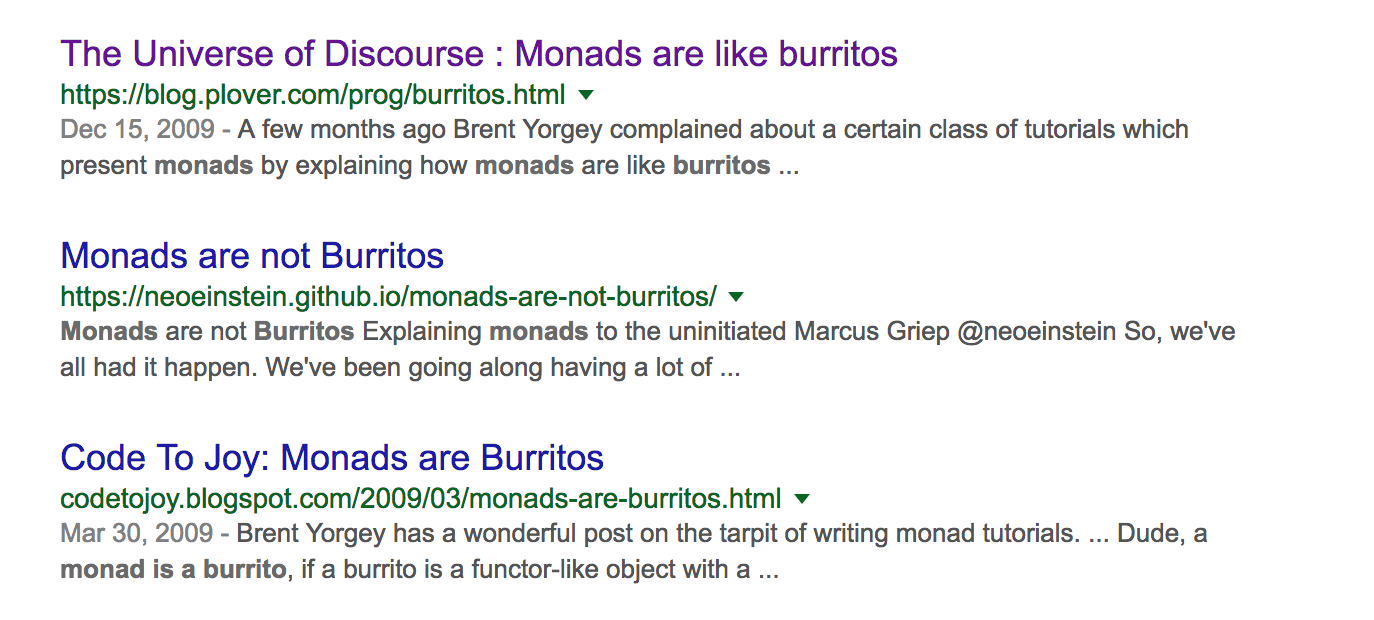 The Universe of Discourse : Monads are like burritos
https://blog.plover.com/prog/burritos.html
Dec 15, 2009 - A few months ago Brent Yorgey complained about a certain class of tutorials which
present monads by explaining how monads are like burritos ...
Monads are not Burritos
https://neoeinstein.github.io/monads-are-not-burritos/
Monads are not Burritos Explaining monads to the uninitiated Marcus Griep @neoeinstein So, we've
all had it happen. We've been going along having a lot of ...
Code To Joy: Monads are Burritos
codetojoy.blogspot.com/2009/03/monads-are-burritos.html
Mar 30, 2009 - Brent Yorgey has a wonderful post on the tarpit of writing monad tutorials. ... Dude, a
monad is a burrito, if a burrito is a functor-like object with a ...